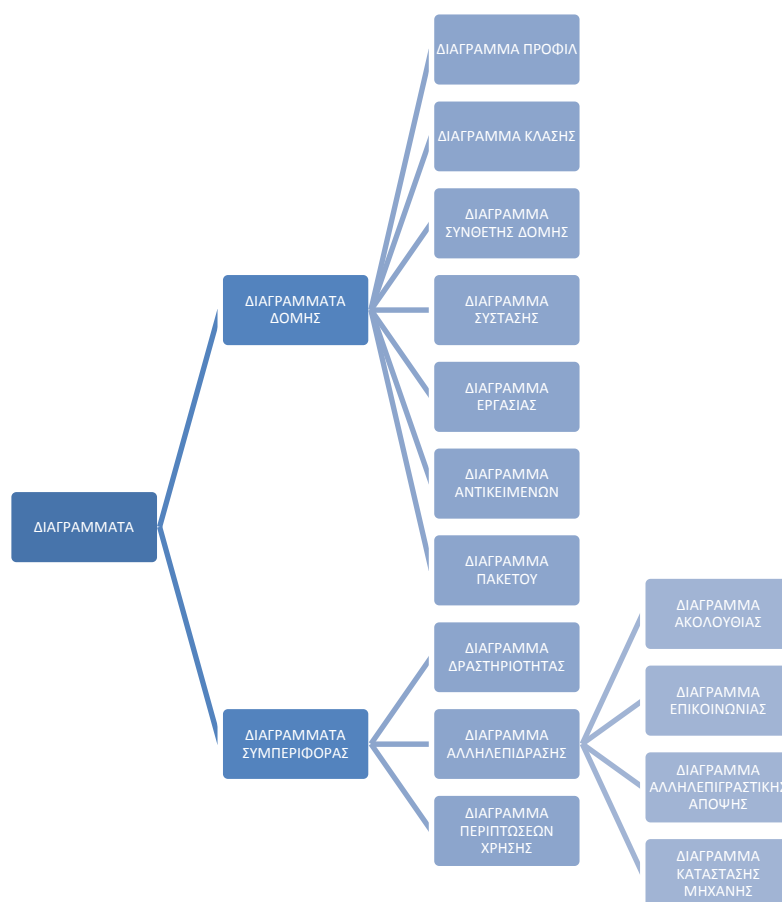 ΔΙΑΓΡΑΜΜΑΤΑ
ΔΙΑΓΡΑΜΜΑΤΑ
ΔΟΜΗΣ
ΔΙΑΓΡΑΜΜΑ ΠΡΟΦΙΛ
ΔΙΑΓΡΑΜΜΑ ΚΛΑΣΗΣ
ΔΙΑΓΡΑΜΜΑ
ΣΥΝΘΕΤΗΣ ΔΟΜΗΣ
ΔΙΑΓΡΑΜΜΑ
ΣΥΣΤΑΣΗΣ
ΔΙΑΓΡΑΜΜΑ
ΕΡΓΑΣΙΑΣ
ΔΙΑΓΡΑΜΜΑ
ΑΝΤΙΚΕΙΜΕΝΩΝ
ΔΙΑΓΡΑΜΜΑ
ΠΑΚΕΤΟΥ
ΔΙΑΓΡΑΜΜΑΤΑ
ΣΥΜΠΕΡΙΦΟΡΑΣ
ΔΙΑΓΡΑΜΜΑ
ΔΡΑΣΤΗΡΙΟΤΗΤΑΣ
ΔΙΑΓΡΑΜΜΑ
ΑΛΛΗΛΕΠΙΔΡΑΣΗΣ
ΔΙΑΓΡΑΜΜΑ
ΑΚΟΛΟΥΘΙΑΣ
ΔΙΑΓΡΑΜΜΑ
ΕΠΙΚΟΙΝΩΝΙΑΣ
ΔΙΑΓΡΑΜΜΑ
ΑΛΛΗΛΕΠΙΓΡΑΣΤΙΚΗΣ
ΑΠΟΨΗΣ
ΔΙΑΓΡΑΜΜΑ
ΚΑΤΑΣΤΑΣΗΣ
ΜΗΧΑΝΗΣ
ΔΙΑΓΡΑΜΜΑ
ΠΕΡΙΠΤΩΣΕΩΝ
ΧΡΗΣΗΣ